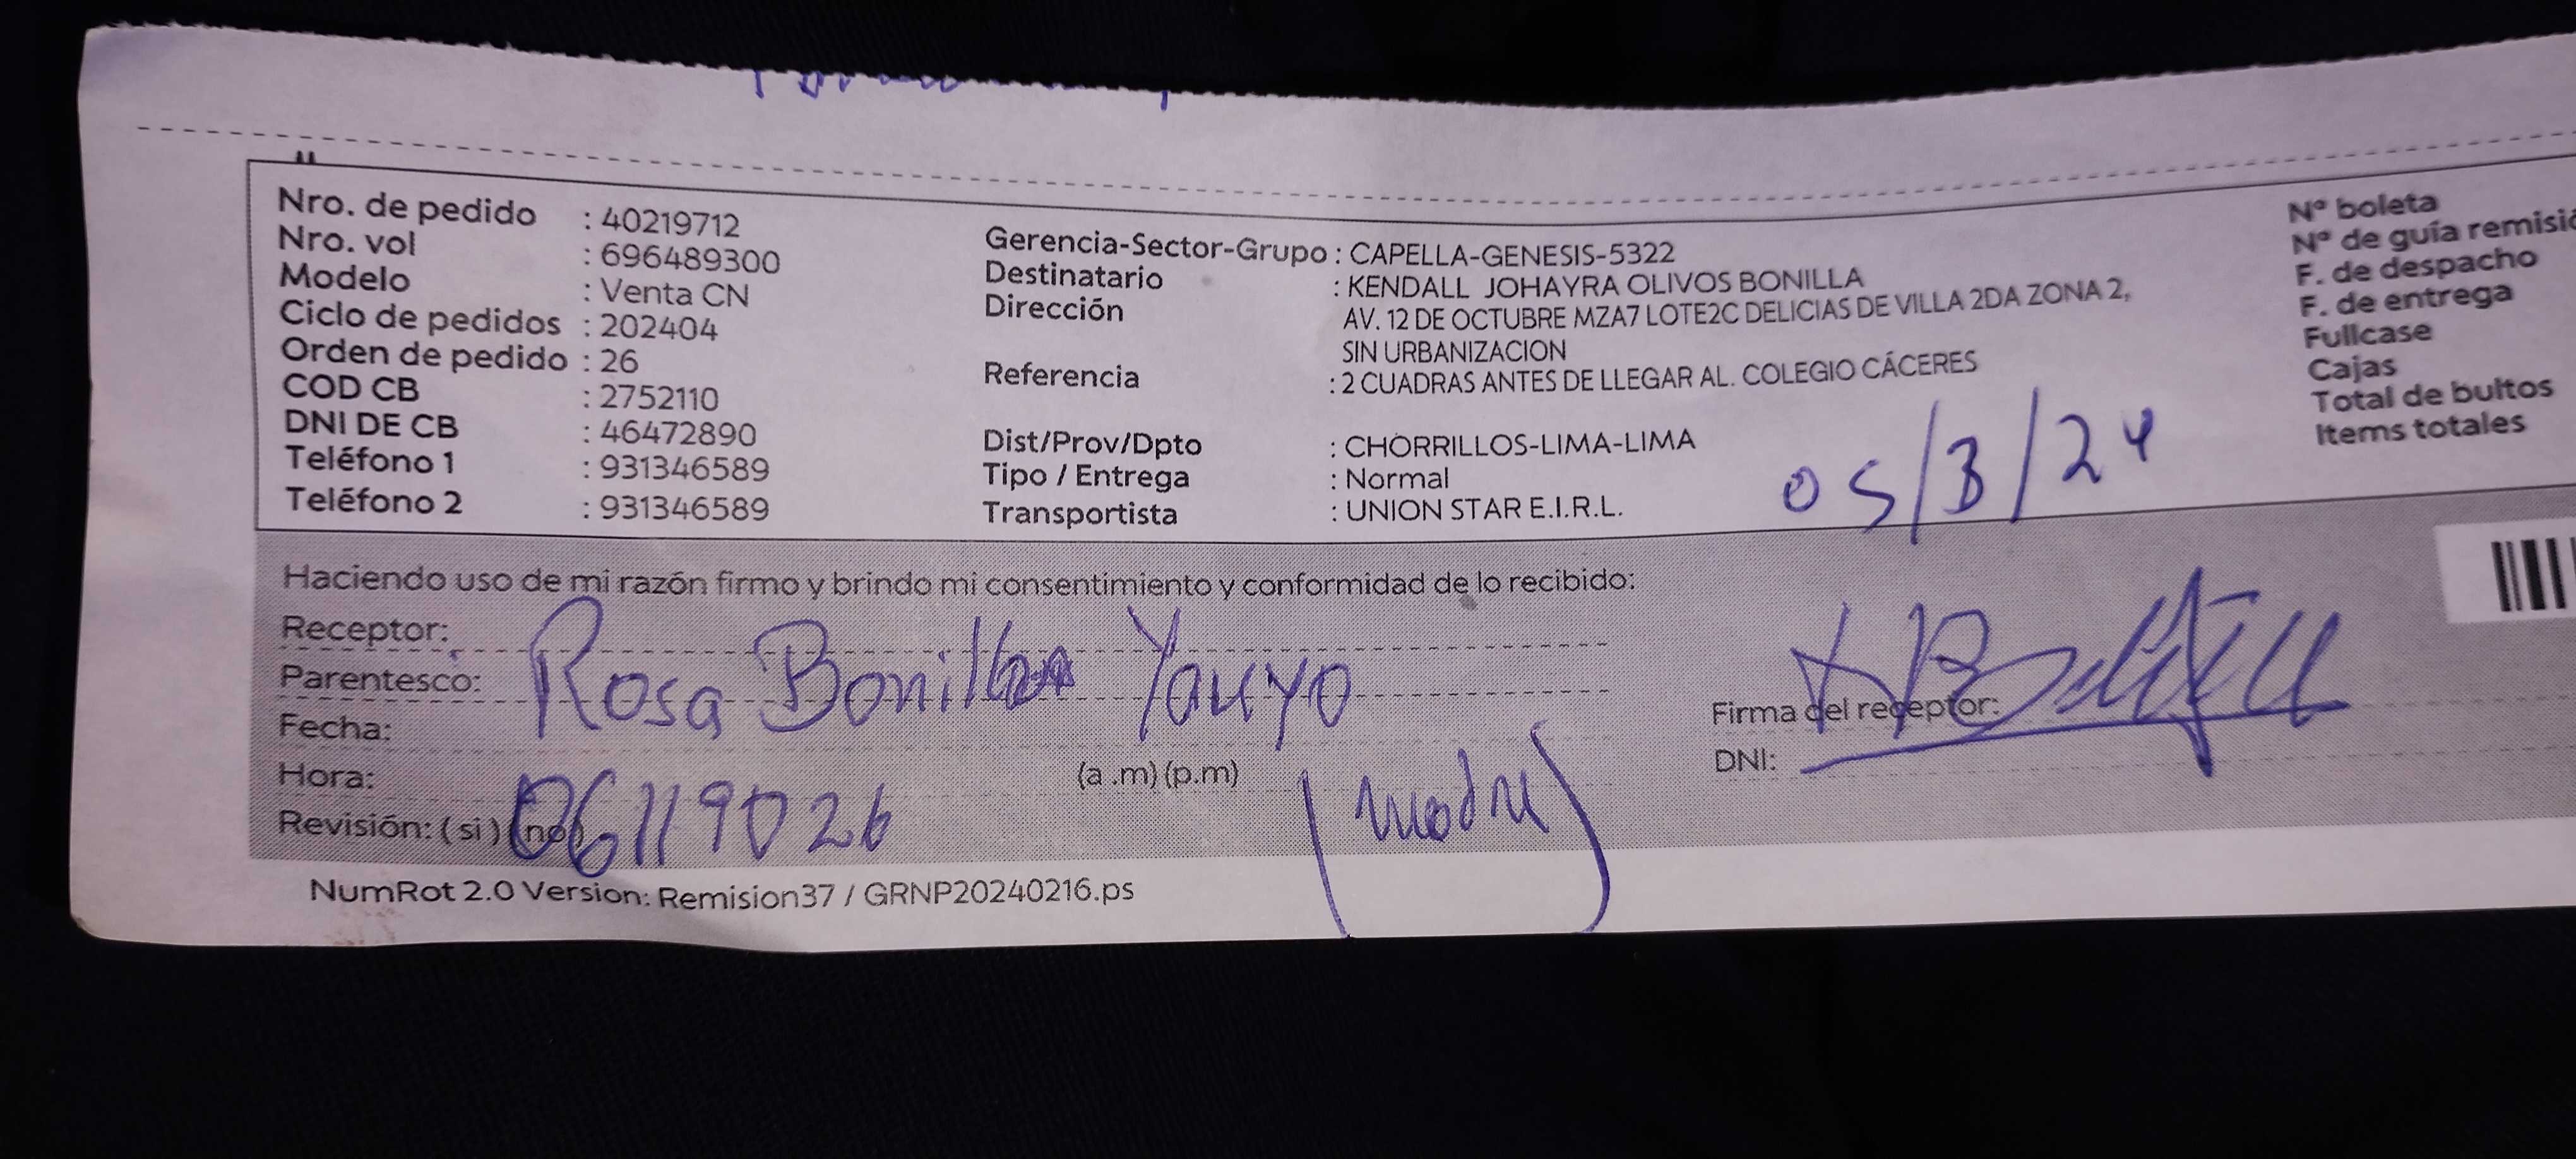 Nro. de pedido : 40219712
Nro. vol : 696489300
Modelo : Venta CN
Ciclo de pedidos : 202404
Orden de pedido : 26
COD CB : 2752110
DNI DE CB : 46472890
Teléfono 1 : 931346589
Teléfono 2 : 931346589
Gerencia-Sector-Grupo : CAPELLA-GENESIS-5322
Destinatario : KENDALL JOHAYRA OLIVOS BONILLA
Dirección AV. 12 DE OCTUBRE MZA7 LOTE2C DELICIAS DE VILLA 2DA ZONA 2,
SIN URBANIZACION
Referencia : 2 CUADRAS ANTES DE LLEGAR AL. COLEGIO CÁCERES
Dist/Prov/Dpto : CHORRILLOS-LIMA-LIMA
Tipo / Entrega : Normal
Transportista : UNION STAR E.I.R.L.
05/3/24
Nº boleta
Nº de guía
F. de despacho
F. de entrega
Fullcase
Cajas
Total de bultos
Items totales
Haciendo uso de mi razón firmo y brindo mi consentimiento y conformidad de lo recibido:
Receptor:
Parentesco: Rosa Bonilla Yauyo
Fecha:
Hora: (a .m) (p.m)
Revisión: ( si ) (no) 06119026 (madre)
Firma del receptor:
DNI:
NumRot 2.0 Version: Remision37 / GRNP20240216.ps